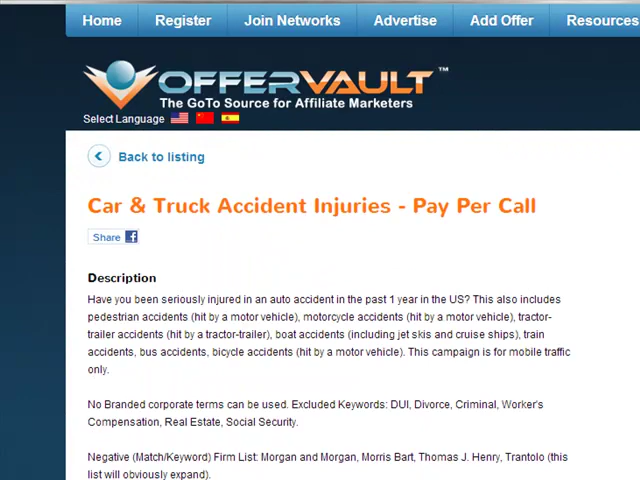 Home Register Join Networks Advertise Add Offer Resources
OFFERVAULT™
The GoTo Source for Affiliate Marketers
Select Language
Back to listing
Car & Truck Accident Injuries - Pay Per Call
Share f
Description
Have you been seriously injured in an auto accident in the past 1 year in the US? This also includes
pedestrian accidents (hit by a motor vehicle), motorcycle accidents (hit by a motor vehicle), tractor-
trailer accidents (hit by a tractor-trailer), boat accidents (including jet skis and cruise ships), train
accidents, bus accidents, bicycle accidents (hit by a motor vehicle). This campaign is for mobile traffic
only.
No Branded corporate terms can be used. Excluded Keywords: DUI, Divorce, Criminal, Worker's
Compensation, Real Estate, Social Security.
Negative (Match/Keyword) Firm List: Morgan and Morgan, Morris Bart, Thomas J. Henry, Trantolo (this
list will obviously expand).